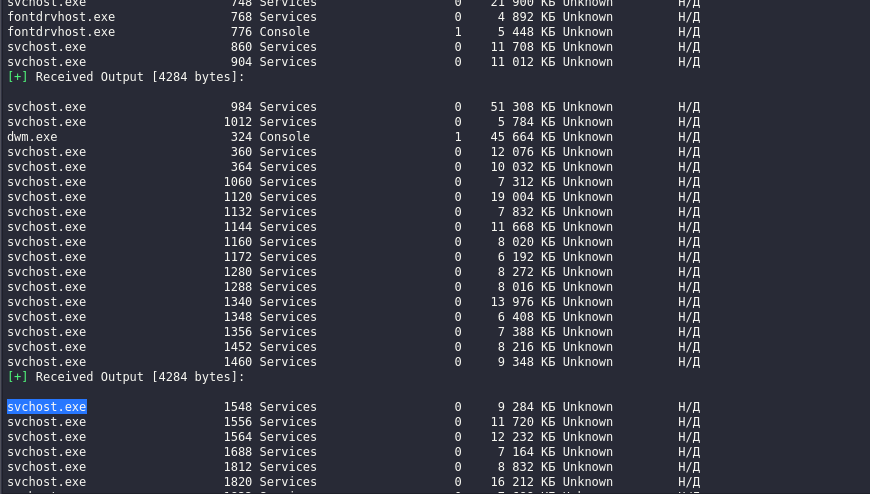 svchost.exe 748 Services 0 21 900 КБ Unknown Н/Д
fontdrvhost.exe 768 Services 0 4 892 КБ Unknown Н/Д
fontdrvhost.exe 776 Console 1 5 448 КБ Unknown Н/Д
svchost.exe 860 Services 0 11 708 КБ Unknown Н/Д
svchost.exe 904 Services 0 11 012 КБ Unknown Н/Д
[+] Received Output [4284 bytes]:
svchost.exe 984 Services 0 51 308 КБ Unknown Н/Д
svchost.exe 1012 Services 0 5 784 КБ Unknown Н/Д
dwm.exe 324 Console 1 45 664 КБ Unknown Н/Д
svchost.exe 360 Services 0 12 076 КБ Unknown Н/Д
svchost.exe 364 Services 0 10 032 КБ Unknown Н/Д
svchost.exe 1060 Services 0 7 312 КБ Unknown Н/Д
svchost.exe 1120 Services 0 19 004 КБ Unknown Н/Д
svchost.exe 1132 Services 0 7 832 КБ Unknown Н/Д
svchost.exe 1144 Services 0 11 668 КБ Unknown Н/Д
svchost.exe 1160 Services 0 8 020 КБ Unknown Н/Д
svchost.exe 1172 Services 0 6 192 КБ Unknown Н/Д
svchost.exe 1280 Services 0 8 272 КБ Unknown Н/Д
svchost.exe 1288 Services 0 8 016 КБ Unknown Н/Д
svchost.exe 1340 Services 0 13 976 КБ Unknown Н/Д
svchost.exe 1348 Services 0 6 408 КБ Unknown Н/Д
svchost.exe 1356 Services 0 7 388 КБ Unknown Н/Д
svchost.exe 1452 Services 0 8 216 КБ Unknown Н/Д
svchost.exe 1460 Services 0 9 348 КБ Unknown Н/Д
[+] Received Output [4284 bytes]:
svchost.exe 1548 Services 0 9 284 КБ Unknown Н/Д
svchost.exe 1556 Services 0 11 720 КБ Unknown Н/Д
svchost.exe 1564 Services 0 12 232 КБ Unknown Н/Д
svchost.exe 1688 Services 0 7 164 КБ Unknown Н/Д
svchost.exe 1812 Services 0 8 832 КБ Unknown Н/Д
svchost.exe 1820 Services 0 16 212 КБ Unknown Н/Д